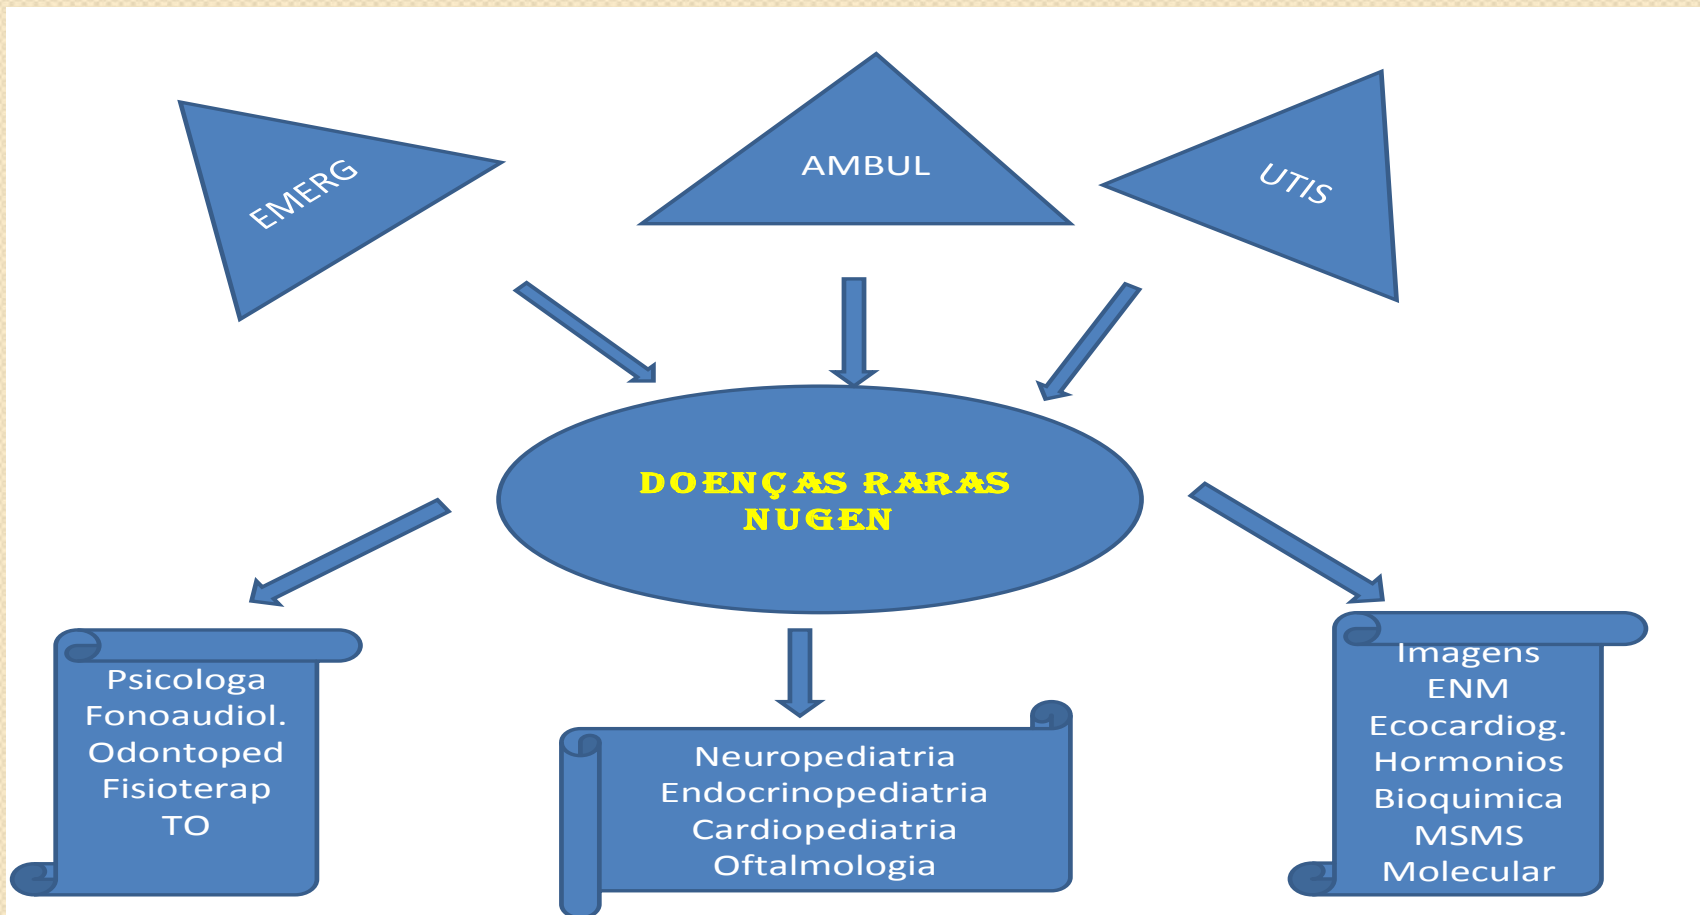 EMERG
AMBUL
UTIS
DOENÇAS RARAS
NUGEN
Psicologa
Fonoaudiol.
Odontoped
Fisioterap
TO
Neuropediatria
Endocrinopediatria
Cardiopediatria
Oftalmologia
Imagens
ENM
Ecocardiog.
Hormonios
Bioquimica
MSMS
Molecular